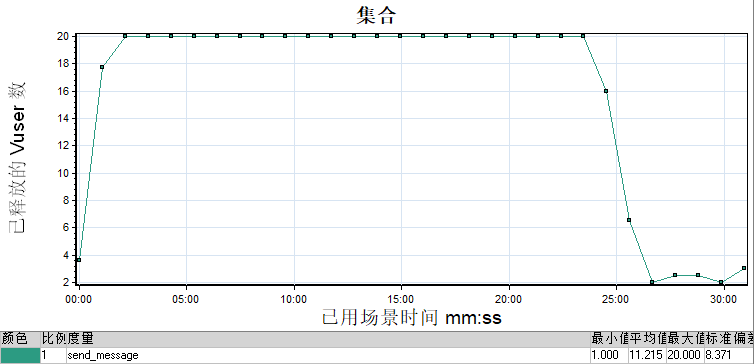 集合
已释放的 Vuser 数
20
18
16
14
12
10
8
6
4
2
00:00 05:00 10:00 15:00 20:00 25:00 30:00
已用场景时间 mm:ss
颜色 比例 度量 最小值 平均值 最大值 标准偏差
1 send_message 1.000 11.215 20.000 8.371